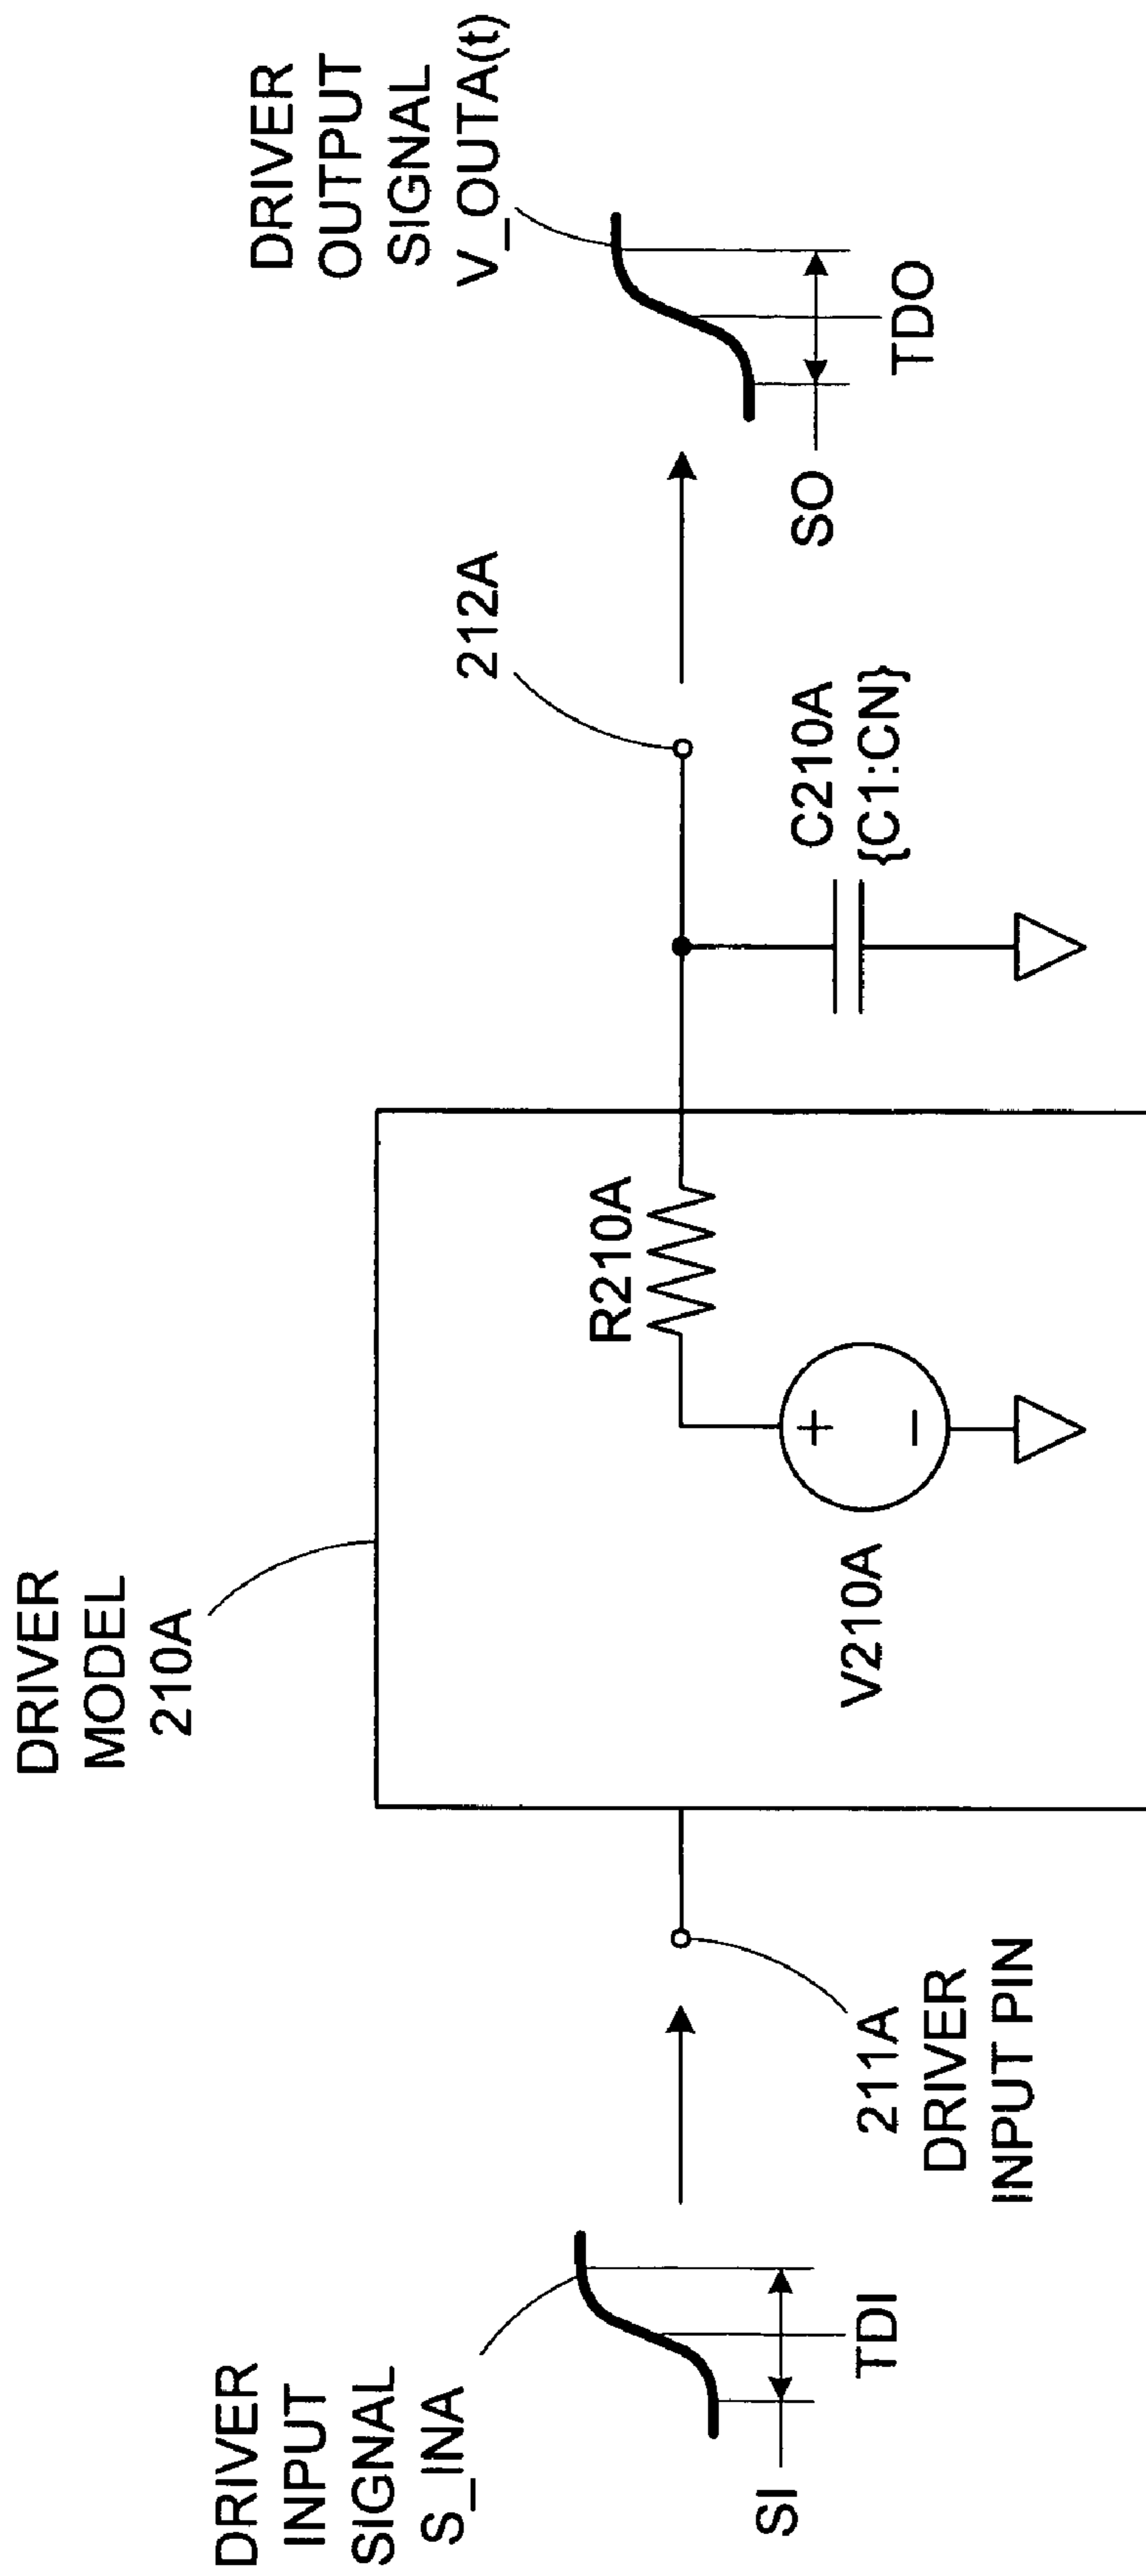 DRIVER
INPUT
SIGNAL
S_INA
SI
TDI
211A
DRIVER
INPUT PIN
DRIVER
MODEL
210A
V210A
+
−
R210A
C210A
{C1:CN}
212A
DRIVER
OUTPUT
SIGNAL
V_OUTA(t)
SO
TDO